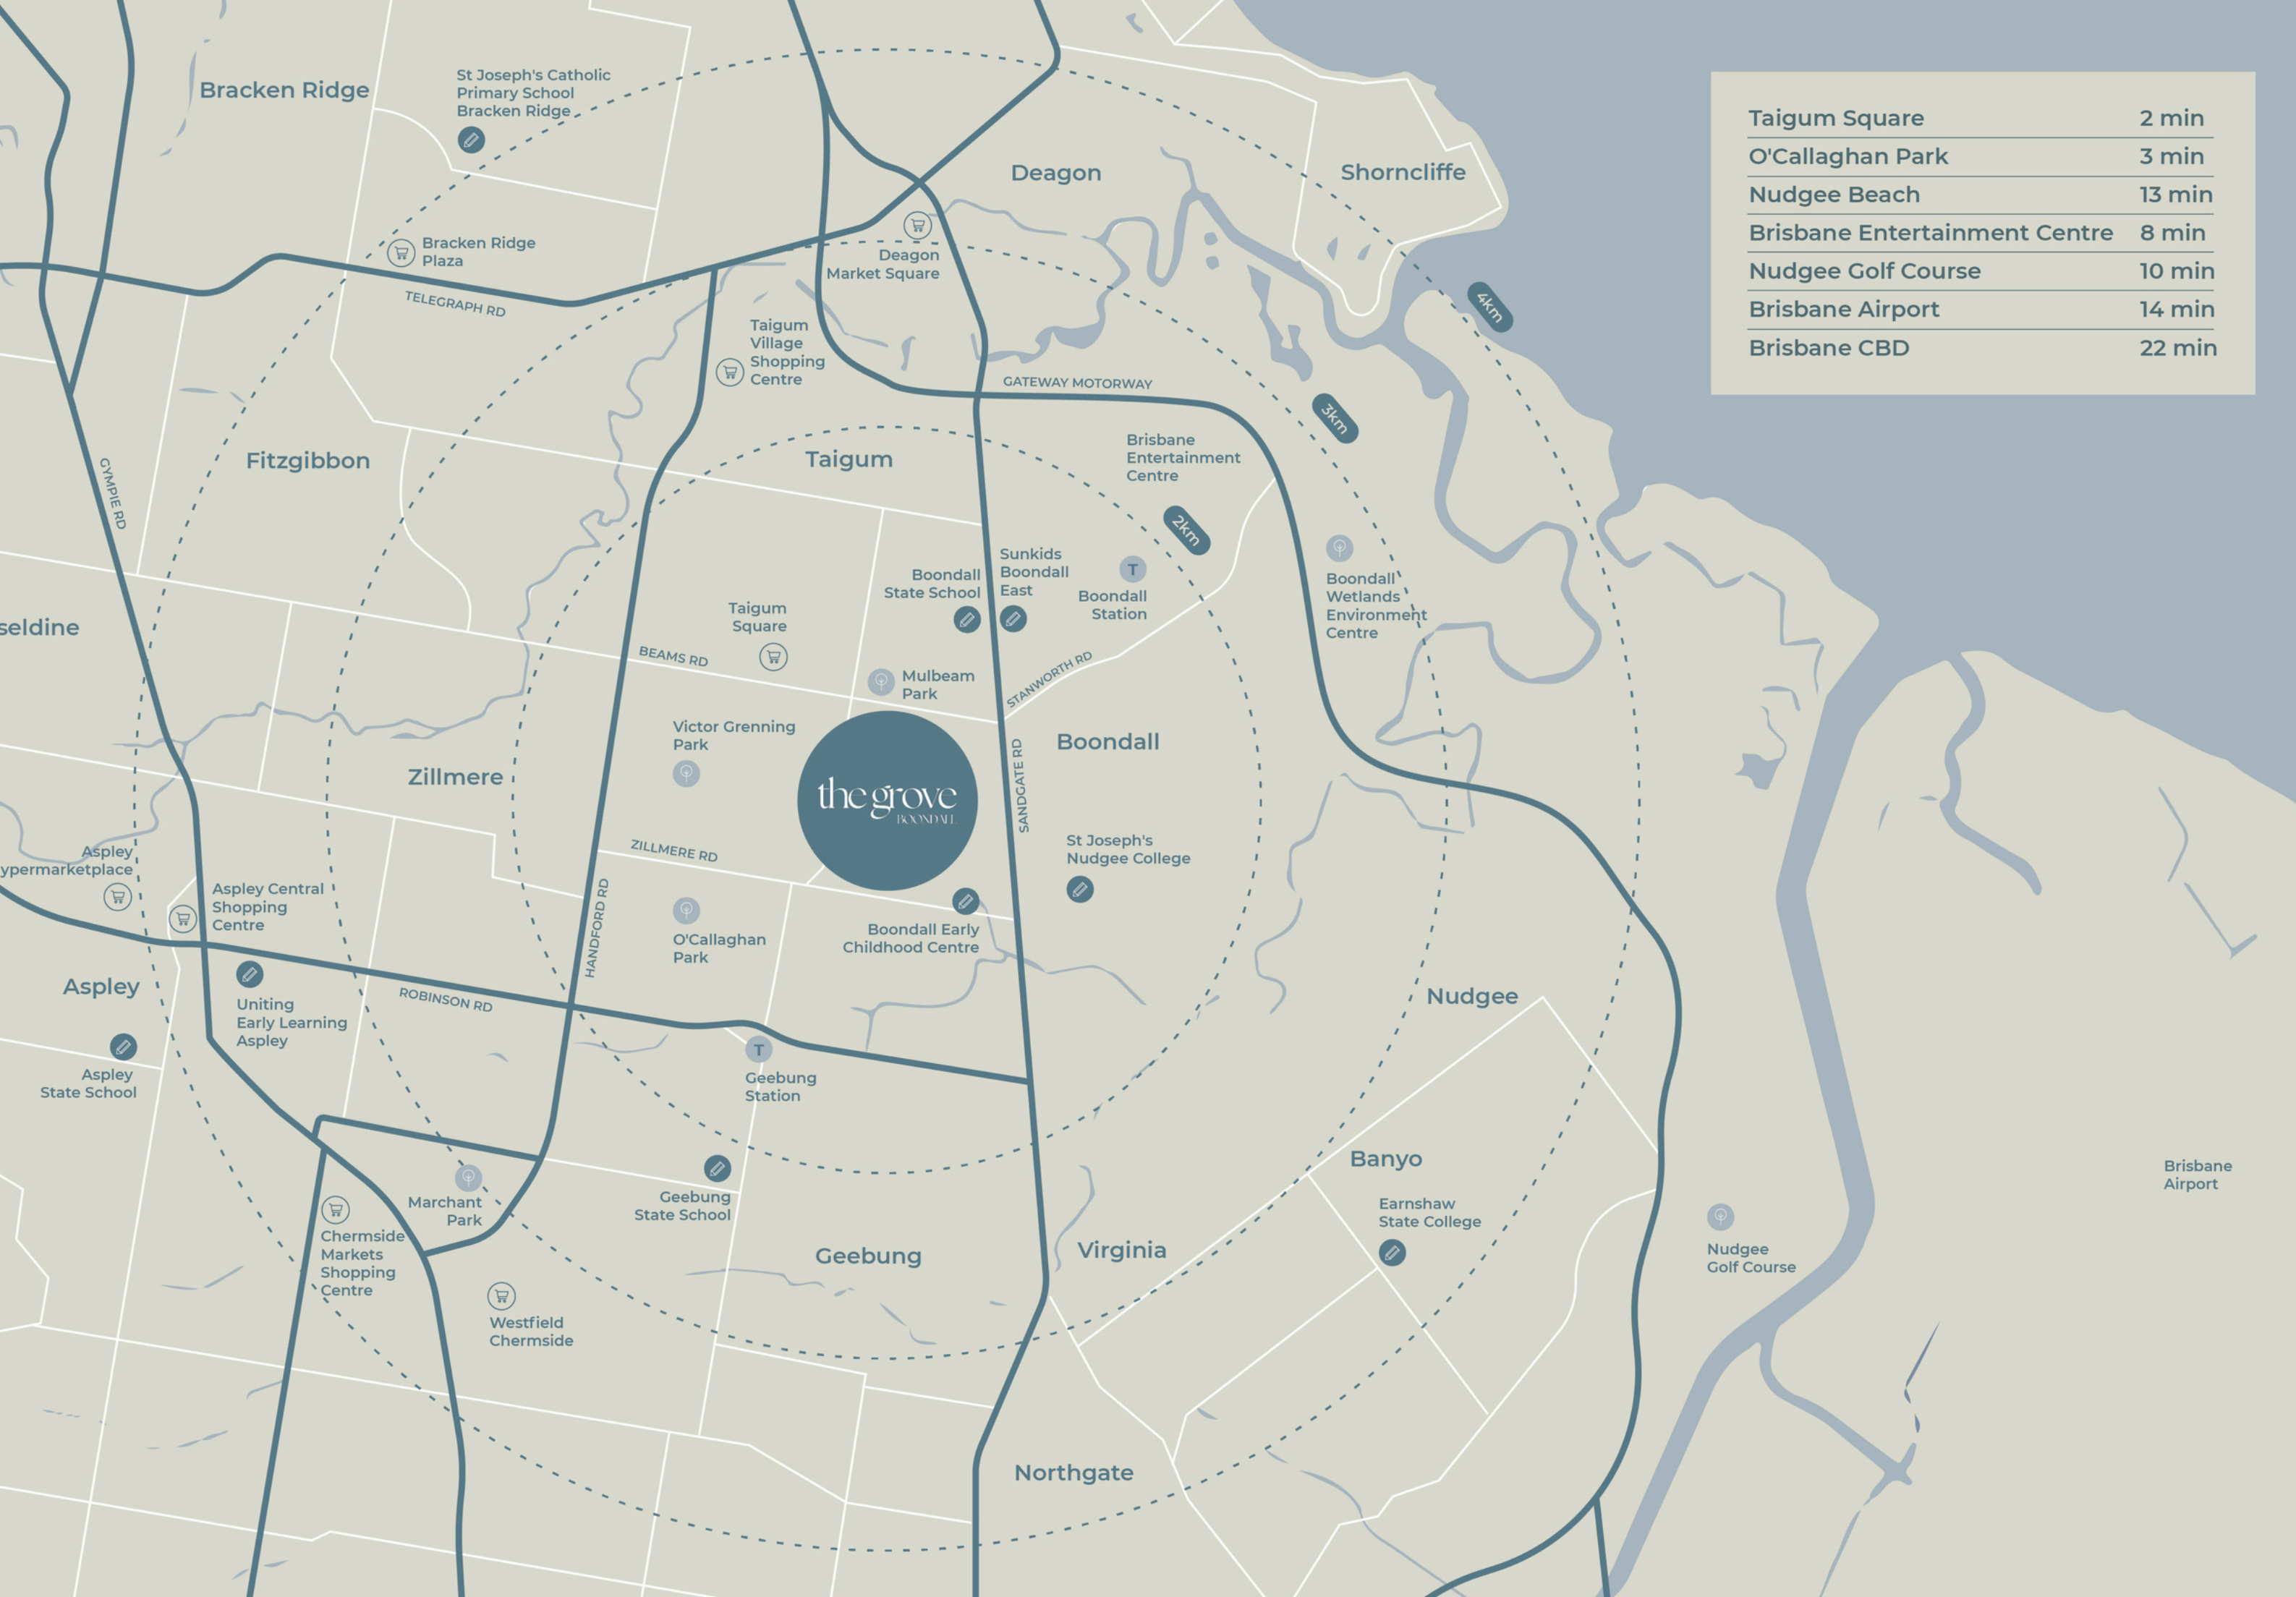 Bracken Ridge
St Joseph's Catholic
Primary School
Bracken Ridge
Bracken Ridge
Plaza
TELEGRAPH RD
Deagon
Shorncliffe
Deagon
Market Square
4km
Taigum Square 2 min
O'Callaghan Park 3 min
Nudgee Beach 13 min
Brisbane Entertainment Centre 8 min
Nudgee Golf Course 10 min
Brisbane Airport 14 min
Brisbane CBD 22 min
Taigum
Village
Shopping
Centre
GATEWAY MOTORWAY
3km
GYMPIE RD
Fitzgibbon
Taigum
Brisbane
Entertainment
Centre
2km
Boondall
State School
Sunkids
Boondall
East
T
Boondall
Station
Boondall
Wetlands
Environment
Centre
seldine
Taigum
Square
BEAMS RD
Mulbeam
Park
STANWORTH RD
Victor Grenning
Park
Zillmere
the grove
BOONDALL
SANDGATE RD
Boondall
ZILLMERE RD
St Joseph's
Nudgee College
Aspley
ypermarketplace
Aspley Central
Shopping
Centre
HANDFORD RD
O'Callaghan
Park
Boondall Early
Childhood Centre
Aspley
Uniting
Early Learning
Aspley
ROBINSON RD
Nudgee
Aspley
State School
T
Geebung
Station
Geebung
State School
Marchant
Park
Chermside
Markets
Shopping
Centre
Westfield
Chermside
Geebung
Virginia
Banyo
Earnshaw
State College
Nudgee
Golf Course
Brisbane
Airport
Northgate